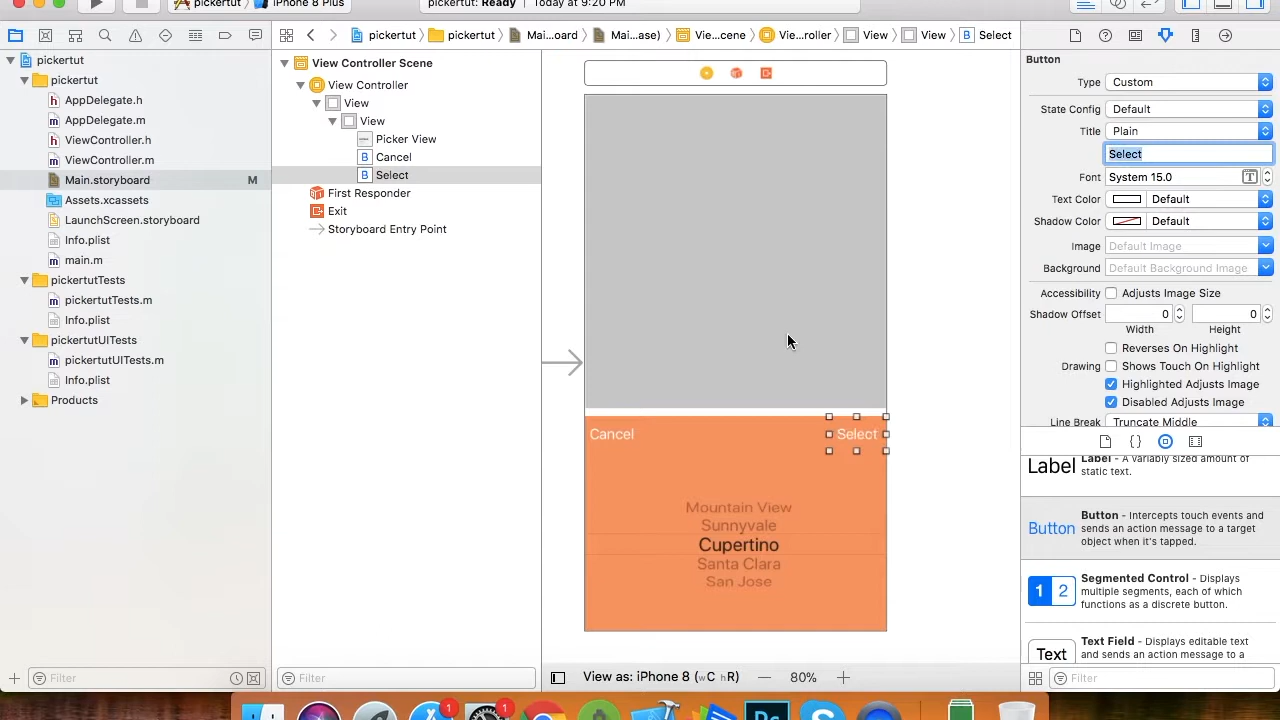 pickertut
iPhone 8 Plus
pickertut: Ready | Today at 9:20 PM
pickertut
pickertut
Mai...oard
Mai...ase)
Vie...cene
Vie...roller
View
View
B Select
pickertut
pickertut
AppDelegate.h
AppDelegate.m
ViewController.h
ViewController.m
Main.storyboard M
Assets.xcassets
LaunchScreen.storyboard
Info.plist
main.m
pickertutTests
pickertutTests.m
Info.plist
pickertutUITests
pickertutUITests.m
Info.plist
Products
Filter
View Controller Scene
View Controller
View
View
Picker View
B Cancel
B Select
First Responder
Exit
Storyboard Entry Point
Filter
Cancel
Select
Mountain View
Sunnyvale
Cupertino
Santa Clara
San Jose
View as: iPhone 8 (wC hR)
80%
Button
Type Custom
State Config Default
Title Plain
Select
Font System 15.0
Text Color Default
Shadow Color Default
Image Default Image
Background Default Background Image
Accessibility Adjusts Image Size
Shadow Offset 0 0
Width Height
Reverses On Highlight
Drawing Shows Touch On Highlight
Highlighted Adjusts Image
Disabled Adjusts Image
Line Break Truncate Middle
Label
Label - A variably sized amount of
static text.
Button
Button - Intercepts touch events and
sends an action message to a target
object when it's tapped.
1 2
Segmented Control - Displays
multiple segments, each of which
functions as a discrete button.
Text
Text Field - Displays editable text
and sends an action message to a
Filter
1
1
Ps